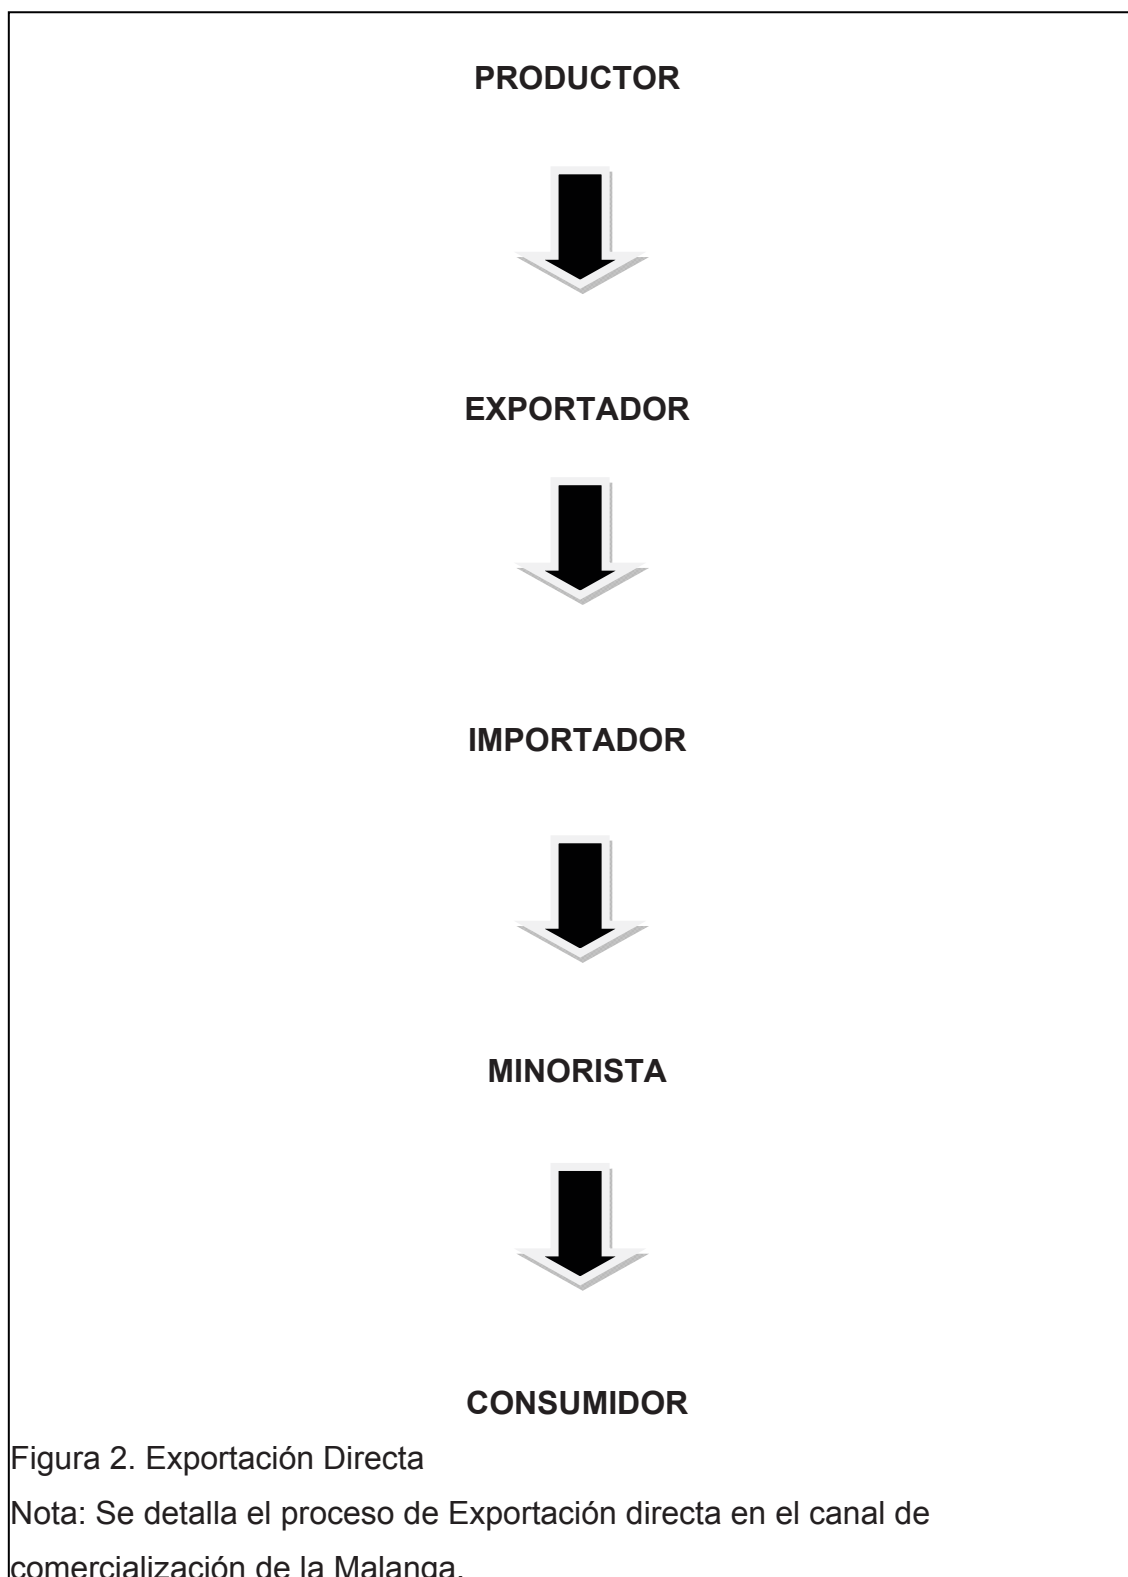 PRODUCTOR
EXPORTADOR
IMPORTADOR
MINORISTA
CONSUMIDOR
Figura 2. Exportación Directa
Nota: Se detalla el proceso de Exportación directa en el canal de
comercialización de la Malanga.